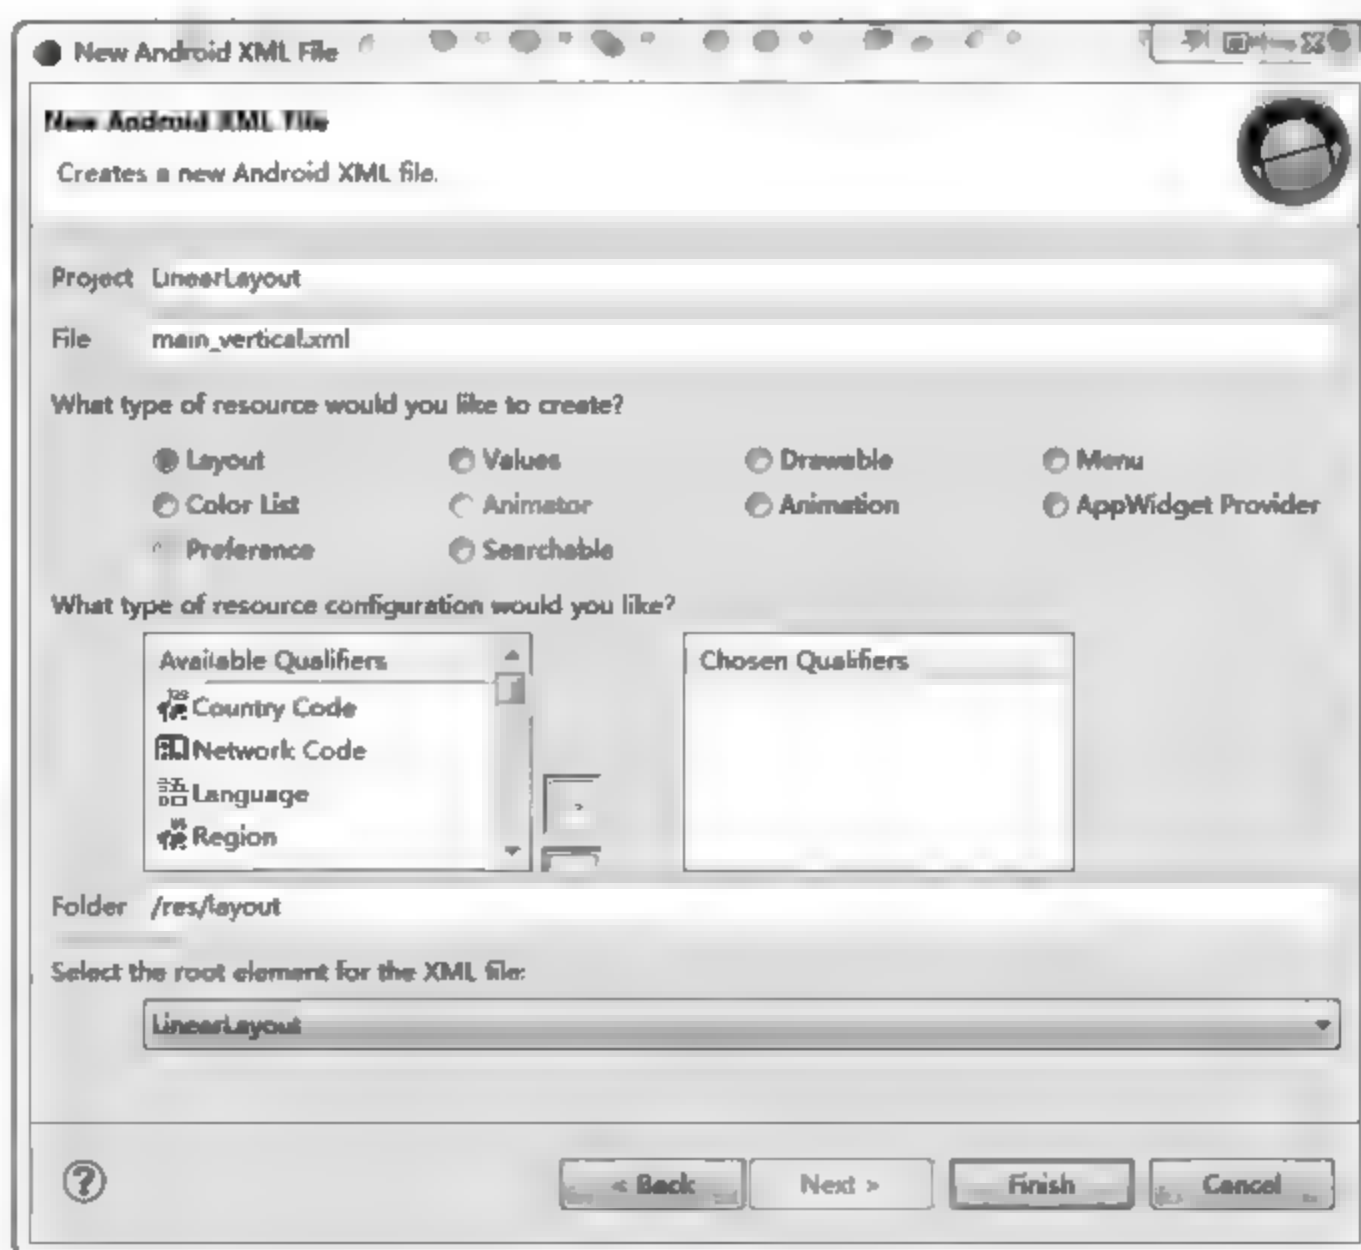 New Android XML File
New Android XML File
Creates a new Android XML file.
Project LinearLayout
File main_vertical.xml
What type of resource would you like to create?
Layout Values Drawable Menu
Color List Animator Animation AppWidget Provider
Preference Searchable
What type of resource configuration would you like?
Available Qualifiers Chosen Qualifiers
Country Code
Network Code
Language
Region
Folder /res/layout
Select the root element for the XML file:
LinearLayout
< Back Next > Finish Cancel